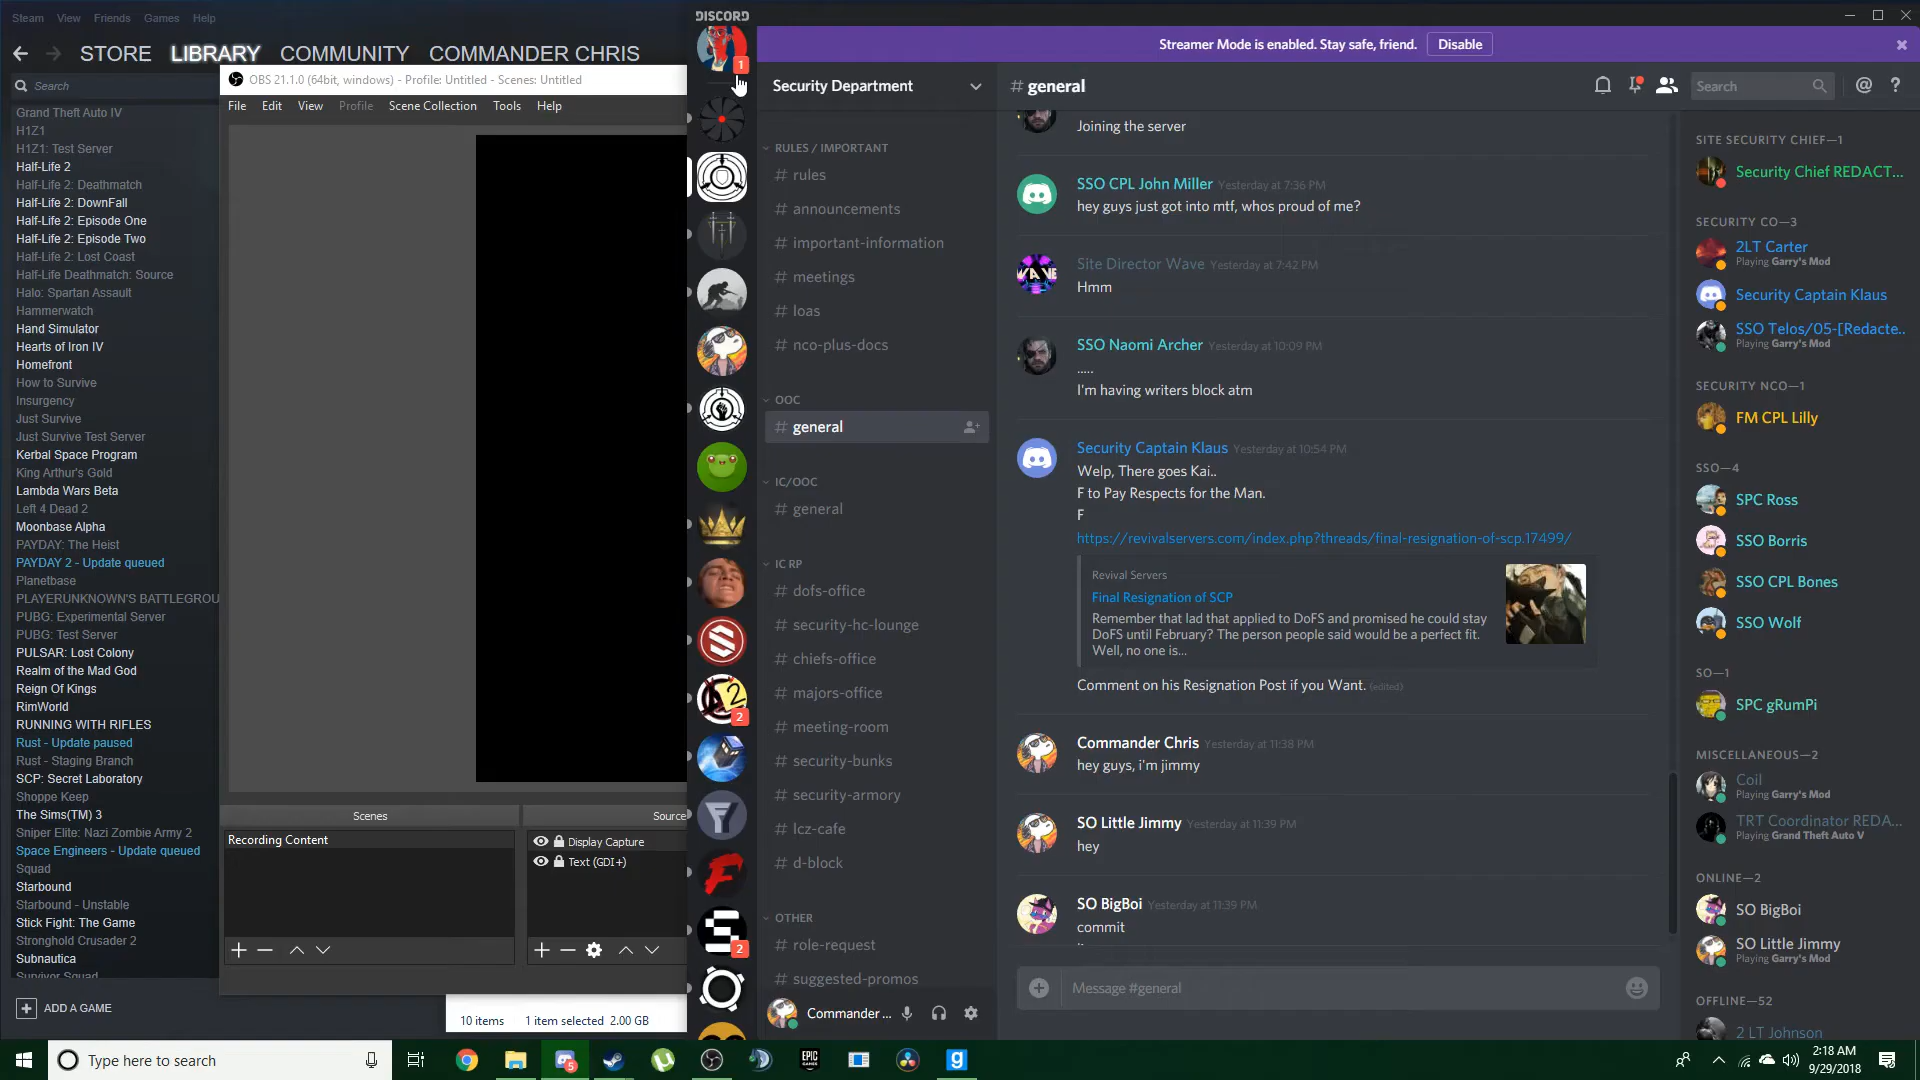 Steam View Friends Games Help
STORE LIBRARY COMMUNITY COMMANDER CHRIS
Search
Grand Theft Auto IV
H1Z1
H1Z1: Test Server
Half-Life 2
Half-Life 2: Deathmatch
Half-Life 2: DownFall
Half-Life 2: Episode One
Half-Life 2: Episode Two
Half-Life 2: Lost Coast
Half-Life Deathmatch: Source
Halo: Spartan Assault
Hammerwatch
Hand Simulator
Hearts of Iron IV
Homefront
How to Survive
Insurgency
Just Survive
Just Survive Test Server
Kerbal Space Program
King Arthur's Gold
Lambda Wars Beta
Left 4 Dead 2
Moonbase Alpha
PAYDAY: The Heist
PAYDAY 2 - Update queued
Planetbase
PLAYERUNKNOWN'S BATTLEGROU
PUBG: Experimental Server
PUBG: Test Server
PULSAR: Lost Colony
Realm of the Mad God
Reign Of Kings
RimWorld
RUNNING WITH RIFLES
Rust - Update paused
Rust - Staging Branch
SCP: Secret Laboratory
Shoppe Keep
The Sims(TM) 3
Sniper Elite: Nazi Zombie Army 2
Space Engineers - Update queued
Squad
Starbound
Starbound - Unstable
Stick Fight: The Game
Stronghold Crusader 2
Subnautica
Survivor Squad
ADD A GAME
OBS 21.1.0 (64bit, windows) - Profile: Untitled - Scenes: Untitled
File Edit View Profile Scene Collection Tools Help
Scenes
Recording Content
Source
Display Capture
Text (GDI+)
10 items 1 item selected 2.00 GB
DISCORD
1
2
2
Streamer Mode is enabled. Stay safe, friend. Disable
Security Department
RULES / IMPORTANT
# rules
# announcements
# important-information
# meetings
# loas
# nco-plus-docs
OOC
# general
IC/OOC
# general
IC RP
# dofs-office
# security-hc-lounge
# chiefs-office
# majors-office
# meeting-room
# security-bunks
# security-armory
# lcz-cafe
# d-block
OTHER
# role-request
# suggested-promos
Commander ...
# general
Search
Joining the server
SSO CPL John Miller Yesterday at 7:36 PM
hey guys just got into mtf, whos proud of me?
WAVE
Site Director Wave Yesterday at 7:42 PM
Hmm
SSO Naomi Archer Yesterday at 10:09 PM
.....
I'm having writers block atm
Security Captain Klaus Yesterday at 10:54 PM
Welp, There goes Kai..
F to Pay Respects for the Man.
F
https://revivalservers.com/index.php?threads/final-resignation-of-scp.17499/
Revival Servers
Final Resignation of SCP
Remember that lad that applied to DoFS and promised he could stay
DoFS until February? The person people said would be a perfect fit.
Well, no one is...
Comment on his Resignation Post if you Want. (edited)
Commander Chris Yesterday at 11:38 PM
hey guys, i'm jimmy
SO Little Jimmy Yesterday at 11:39 PM
hey
SO BigBoi Yesterday at 11:39 PM
commit
Message #general
SITE SECURITY CHIEF—1
Security Chief REDACT...
SECURITY CO—3
2LT Carter
Playing Garry's Mod
Security Captain Klaus
SSO Telos/05-[Redacte..
Playing Garry's Mod
SECURITY NCO—1
FM CPL Lilly
SSO—4
SPC Ross
SSO Borris
SSO CPL Bones
SSO Wolf
SO—1
SPC gRumPi
MISCELLANEOUS—2
Coil
Playing Garry's Mod
TRT Coordinator REDA...
Playing Grand Theft Auto V
ONLINE—2
SO BigBoi
SO Little Jimmy
Playing Garry's Mod
OFFLINE—52
2 LT Johnson
Type here to search
5
EPIC
GAMES
2:18 AM
9/29/2018